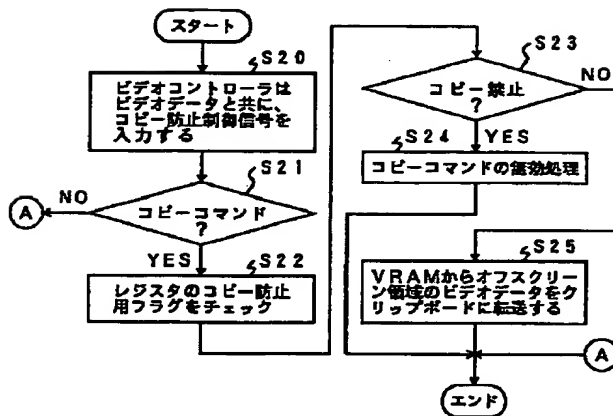 スタート
S20
ビデオコントローラは
ビデオデータと共に、
コピー防止制御信号を
入力する
S21
NO
A
コピーコマンド
?
YES
S22
レジスタのコピー防止
用フラグをチェック
S23
NO
コピー禁止
?
YES
S24
コピーコマンドの無効処理
S25
VRAMからオフスクリー
ン領域のビデオデータをク
リップボードに転送する
A
エンド